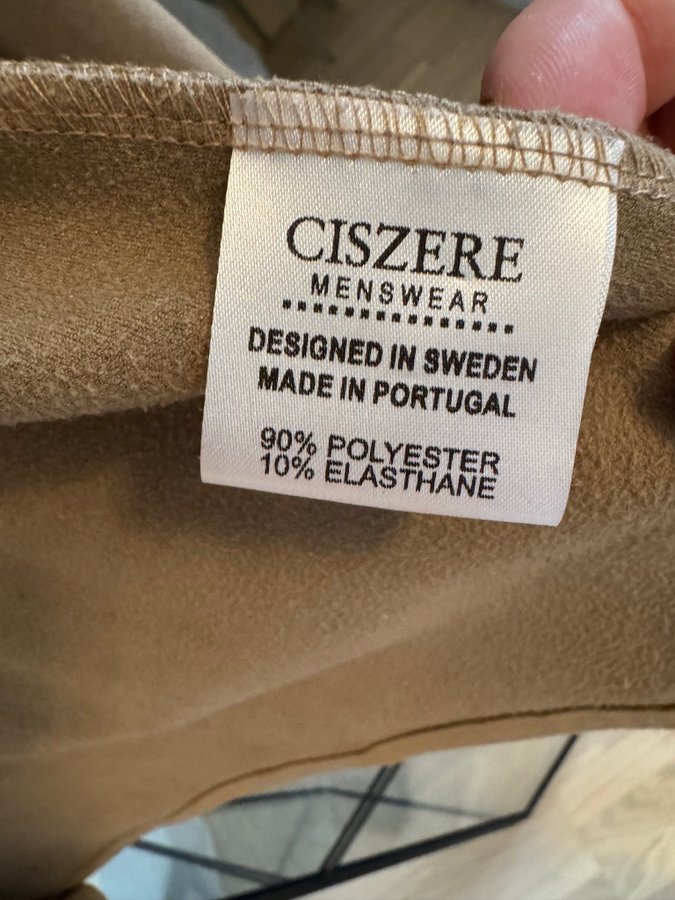 CISZERE
MENSWEAR
DESIGNED IN SWEDEN
MADE IN PORTUGAL
90% POLYESTER
10% ELASTHANE